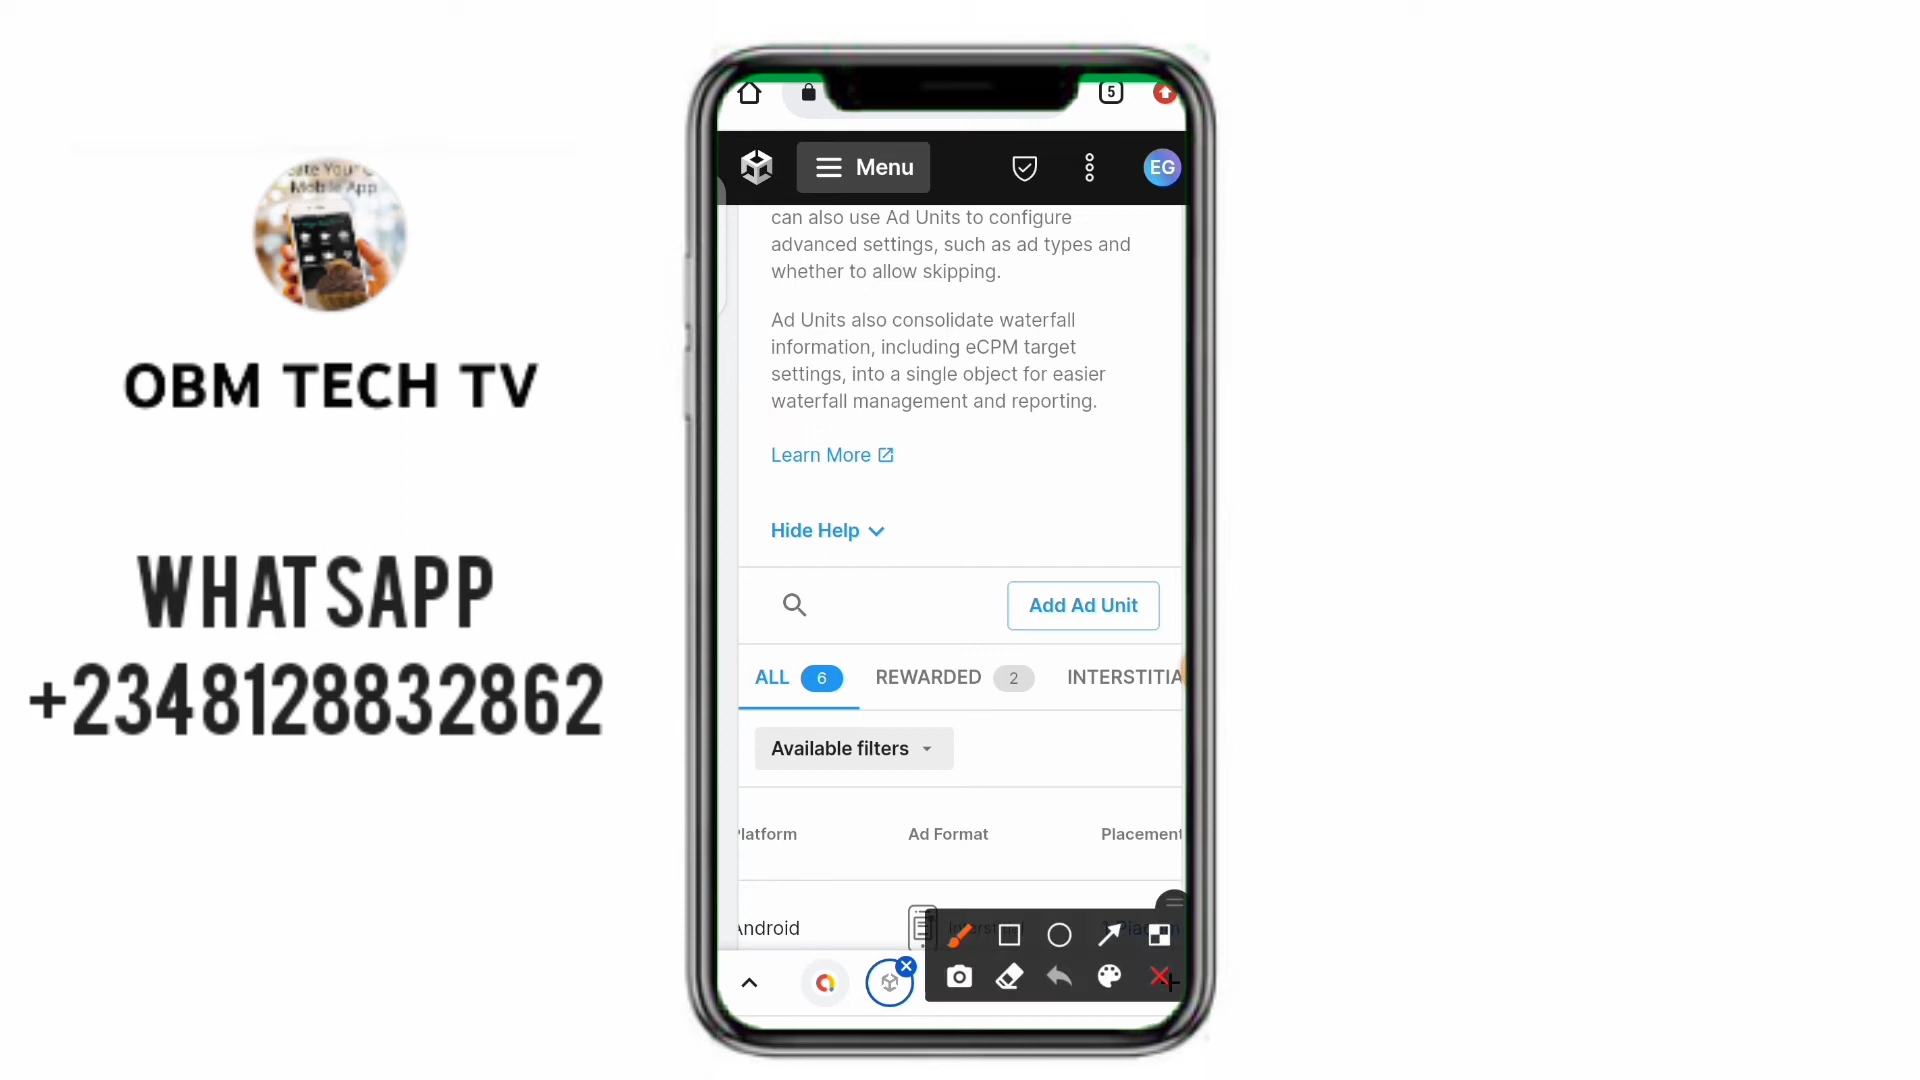 Mobile App
OBM TECH TV
WHATSAPP
+2348128832862
5
Menu
EG
can also use Ad Units to configure
advanced settings, such as ad types and
whether to allow skipping.
Ad Units also consolidate waterfall
information, including eCPM target
settings, into a single object for easier
waterfall management and reporting.
Learn More
Hide Help
Add Ad Unit
ALL 6 REWARDED 2 INTERSTITIA
Available filters
latform Ad Format Placement
Android